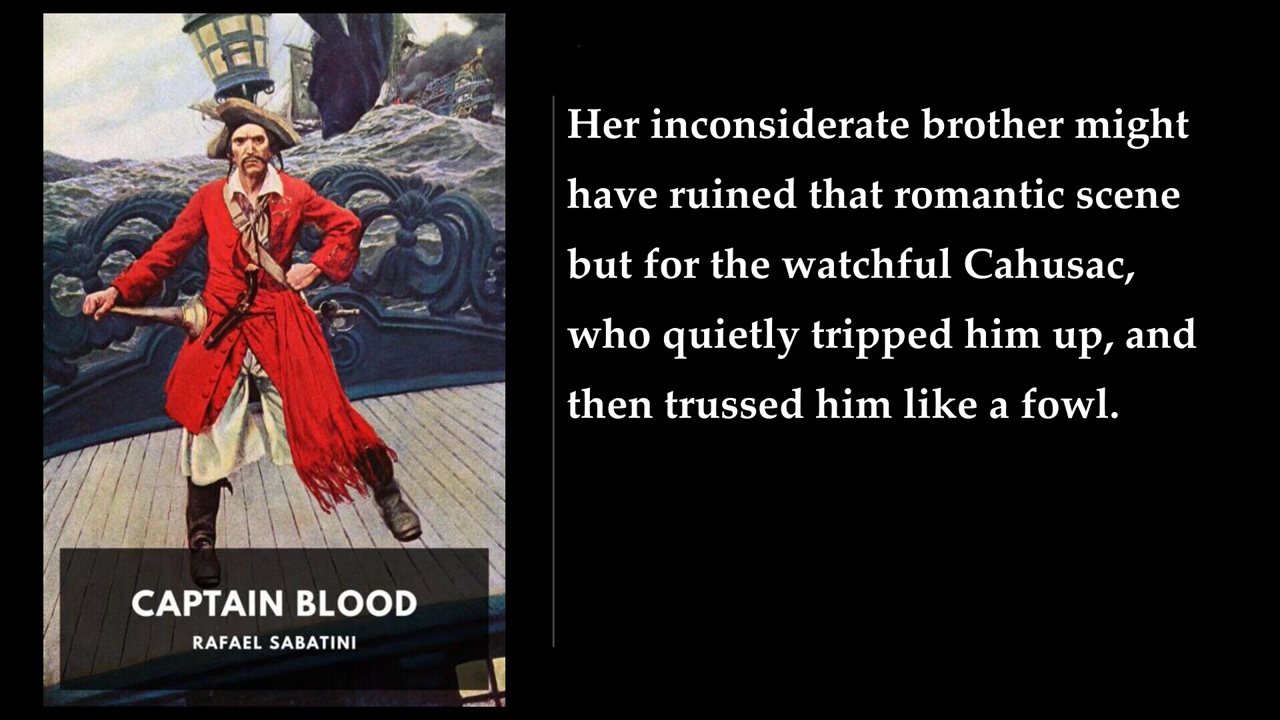 Her inconsiderate brother might
have ruined that romantic scene
but for the watchful Cahusac,
who quietly tripped him up, and
then trussed him like a fowl.
CAPTAIN BLOOD
RAFAEL SABATINI